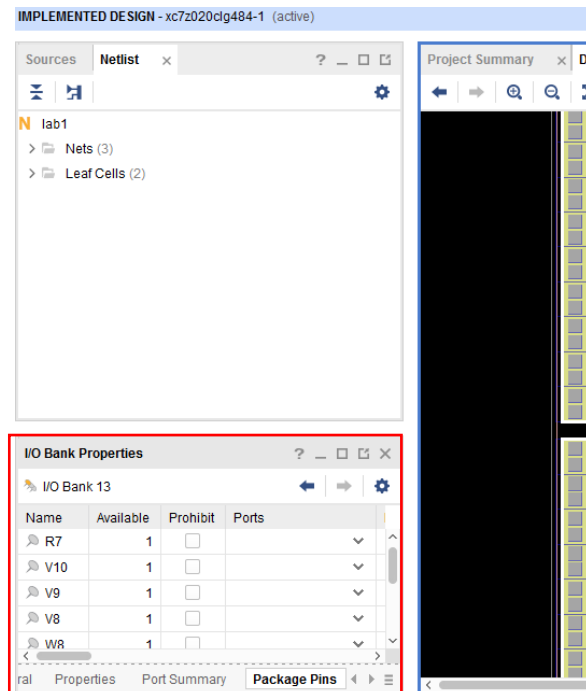 IMPLEMENTED DESIGN - xc7z020clg484-1 (active)
Sources Netlist × ? Project Summary × D
N lab1
Nets (3)
Leaf Cells (2)
I/O Bank Properties ?
I/O Bank 13
Name Available Prohibit Ports
R7 1
V10 1
V9 1
V8 1
W8 1
ral Properties Port Summary Package Pins